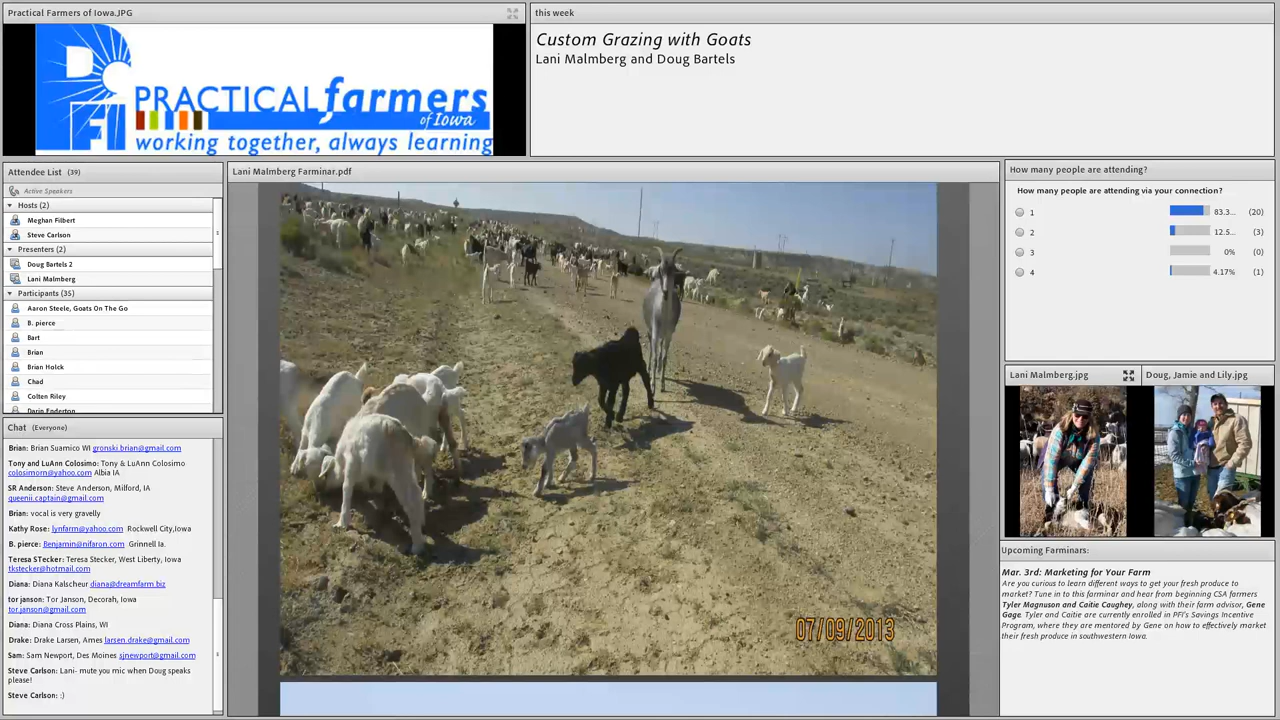 Practical Farmers of Iowa.JPG
PFI
PRACTICAL farmers
of Iowa
working together, always learning
this week
Custom Grazing with Goats
Lani Malmberg and Doug Bartels
Attendee List (39)
Active Speakers
Hosts (2)
Meghan Filbert
Steve Carlson
Presenters (2)
Doug Bartels 2
Lani Malmberg
Participants (35)
Aaron Steele, Goats On The Go
B. pierce
Bart
Brian
Brian Holck
Chad
Colten Riley
Darin Enderton
Chat (Everyone)
Brian: Brian Suamico WI gronski.brian@gmail.com
Tony and LuAnn Colosimo: Tony & LuAnn Colosimo
colosimorn@yahoo.com Albia IA
SR Anderson: Steve Anderson, Milford, IA
queenii.captain@gmail.com
Brian: vocal is very gravelly
Kathy Rose: lynfarm@yahoo.com Rockwell City,Iowa
B. pierce: Benjamin@nifaron.com Grinnell Ia.
Teresa STecker: Teresa Stecker, West Liberty, Iowa
tkstecker@hotmail.com
Diana: Diana Kalscheur diana@dreamfarm.biz
tor janson: Tor Janson, Decorah, Iowa
tor.janson@gmail.com
Diana: Diana Cross Plains, WI
Drake: Drake Larsen, Ames larsen.drake@gmail.com
Sam: Sam Newport, Des Moines sjnewport@gmail.com
Steve Carlson: Lani- mute you mic when Doug speaks
please!
Steve Carlson: :)
Lani Malmberg Farminar.pdf
07/09/2013
How many people are attending?
How many people are attending via your connection?
1 83.3... (20)
2 12.5... (3)
3 0% (0)
4 4.17% (1)
Lani Malmberg.jpg
Doug, Jamie and Lily.jpg
Upcoming Farminars:
Mar. 3rd: Marketing for Your Farm
Are you curious to learn different ways to get your fresh produce to
market? Tune in to this farminar and hear from beginning CSA farmers
Tyler Magnuson and Caitie Caughey, along with their farm advisor, Gene
Gage. Tyler and Caitie are currently enrolled in PFI's Savings Incentive
Program, where they are mentored by Gene on how to effectively market
their fresh produce in southwestern Iowa.